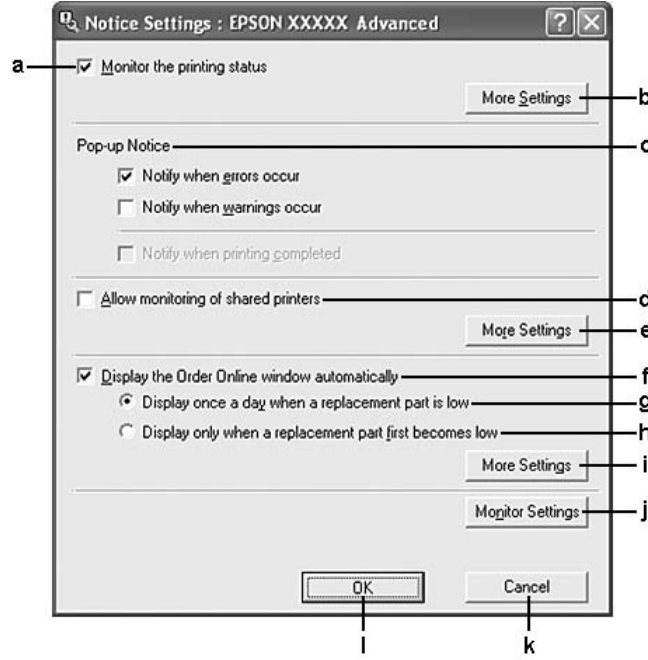 Notice Settings : EPSON XXXXX Advanced
a
Monitor the printing status
More Settings
b
Pop-up Notice
c
Notify when errors occur
Notify when warnings occur
Notify when printing completed
Allow monitoring of shared printers
d
More Settings
e
Display the Order Online window automatically
f
Display once a day when a replacement part is low
g
Display only when a replacement part first becomes low
h
More Settings
i
Monitor Settings
j
OK
Cancel
l
k